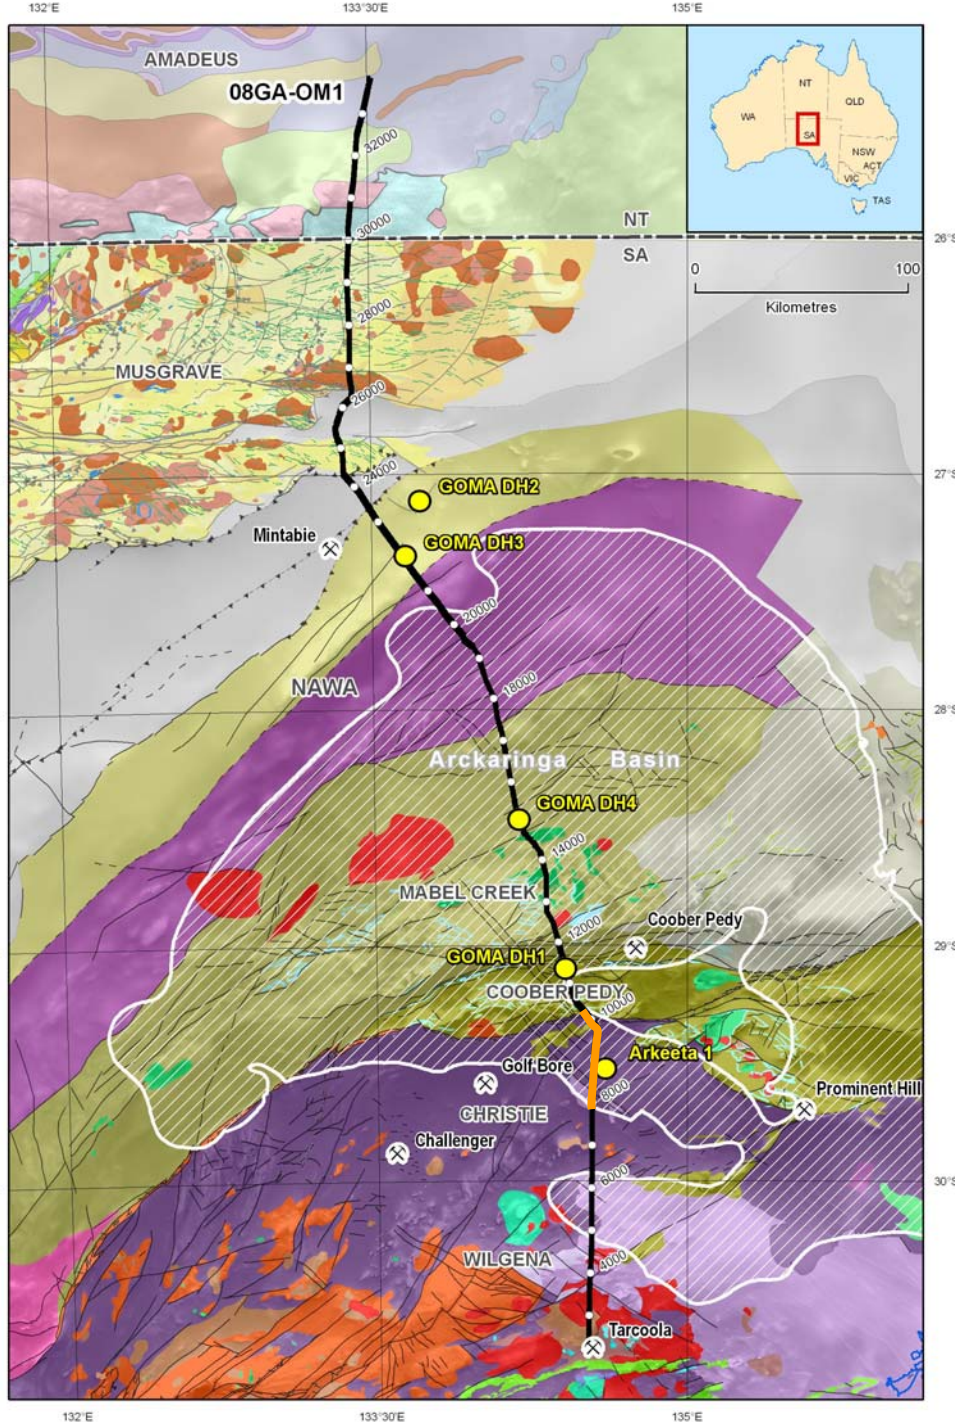 132°E
133°30'E
135°E
AMADEUS
08GA-OM1
32000
30000
NT
SA
26°S
WA
NT
QLD
SA
NSW
ACT
VIC
TAS
0
100
Kilometres
28000
MUSGRAVE
26000
24000
27°S
GOMA DH2
Mintabie
GOMA DH3
20000
NAWA
18000
28°S
Arckaringa Basin
GOMA DH4
14000
MABEL CREEK
12000
Coober Pedy
29°S
GOMA DH1
COOBER PEDY
10000
Arkeeta 1
Golf Bore
8000
Prominent Hill
CHRISTIE
Challenger
6000
30°S
WILGENA
4000
Tarcoola
132°E
133°30'E
135°E